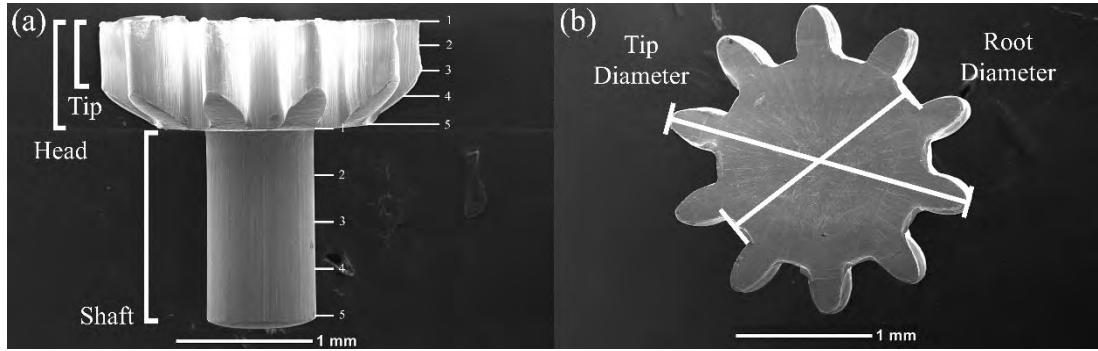 (a)
1
2
3
4
5
Tip
Head
1
2
3
4
5
Shaft
1 mm
(b)
Tip
Diameter
Root
Diameter
1 mm